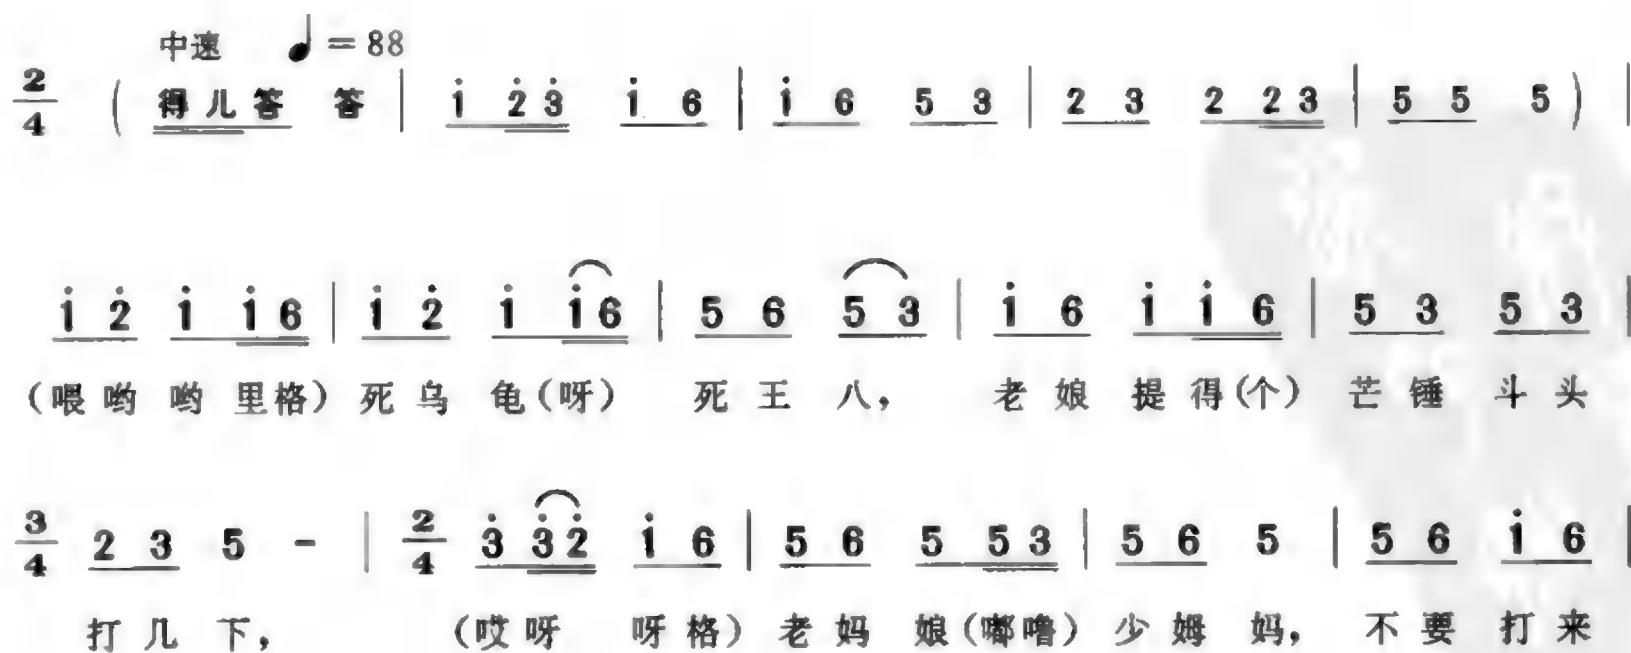 中速 ♩=88
2/4 ( 得儿答 答 | i̇ 2̇ 3̇ i̇ 6 | i̇ 6 5 3 | 2 3 2 2 3 | 5 5 5 ) |
i̇ 2̇ i̇ i̇ 6 | i̇ 2̇ i̇ i̇ 6 | 5 6 5 3 | i̇ 6 i̇ i̇ 6 | 5 3 5 3 |
(喂哟哟里格) 死乌龟(呀) 死王八, 老娘提得(个) 芒锤斗头
3/4 2 3 5 - | 2/4 3̇ 3̇ 2̇ i̇ 6 | 5 6 5 5 3 | 5 6 5 | 5 6 i̇ 6 |
打几下, (哎呀 呀格) 老妈娘(嘟噜) 少姆妈, 不要打来